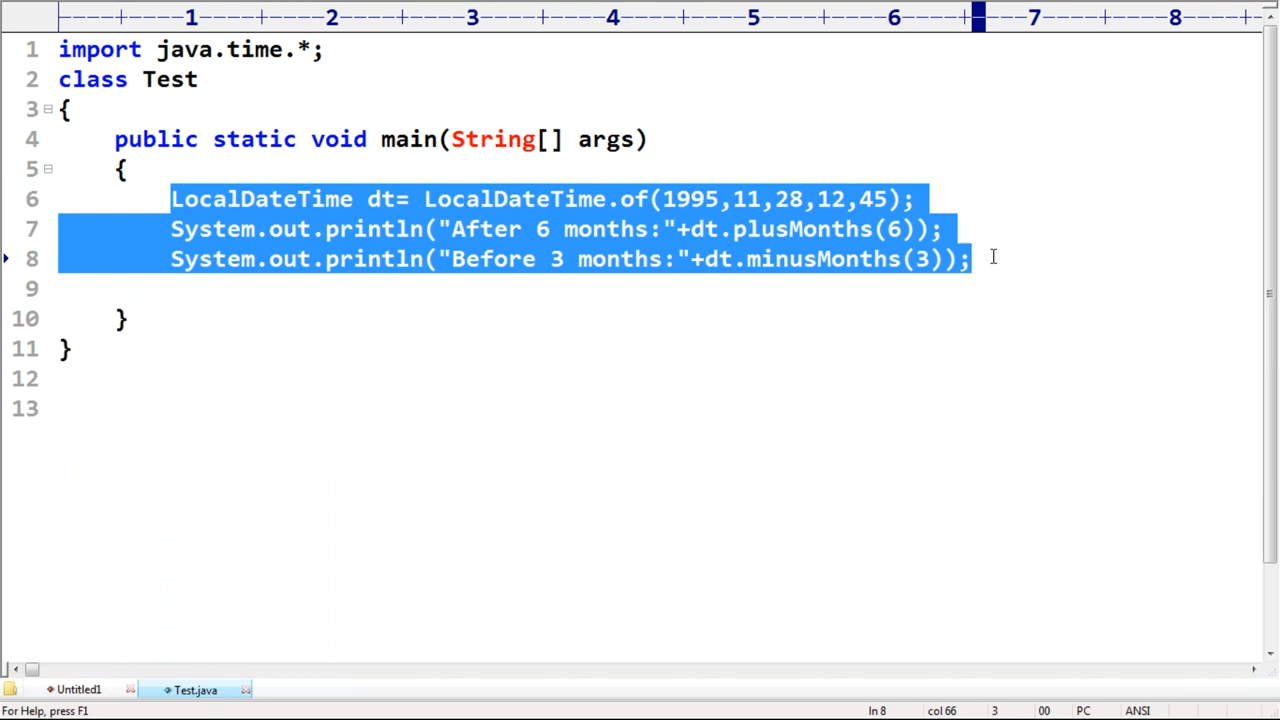 1 2 3 4 5 6 7 8
1 import java.time.*;
2 class Test
3 {
4 public static void main(String[] args)
5 {
6 LocalDateTime dt= LocalDateTime.of(1995,11,28,12,45);
7 System.out.println("After 6 months:"+dt.plusMonths(6));
8 System.out.println("Before 3 months:"+dt.minusMonths(3));
9
10 }
11 }
12
13
Untitled1 Test.java
For Help, press F1 ln 8 col 66 3 00 PC ANSI